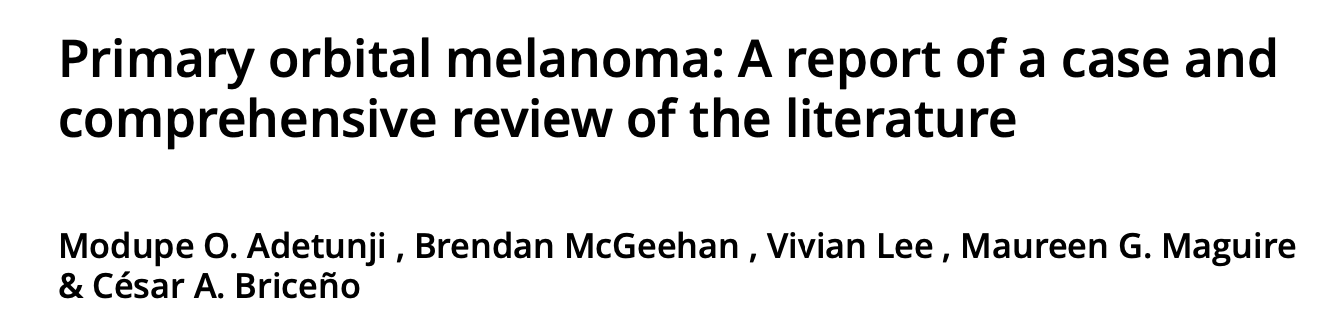 Primary orbital melanoma: A report of a case and
comprehensive review of the literature
Modupe O. Adetunji , Brendan McGeehan , Vivian Lee , Maureen G. Maguire
& César A. Briceño